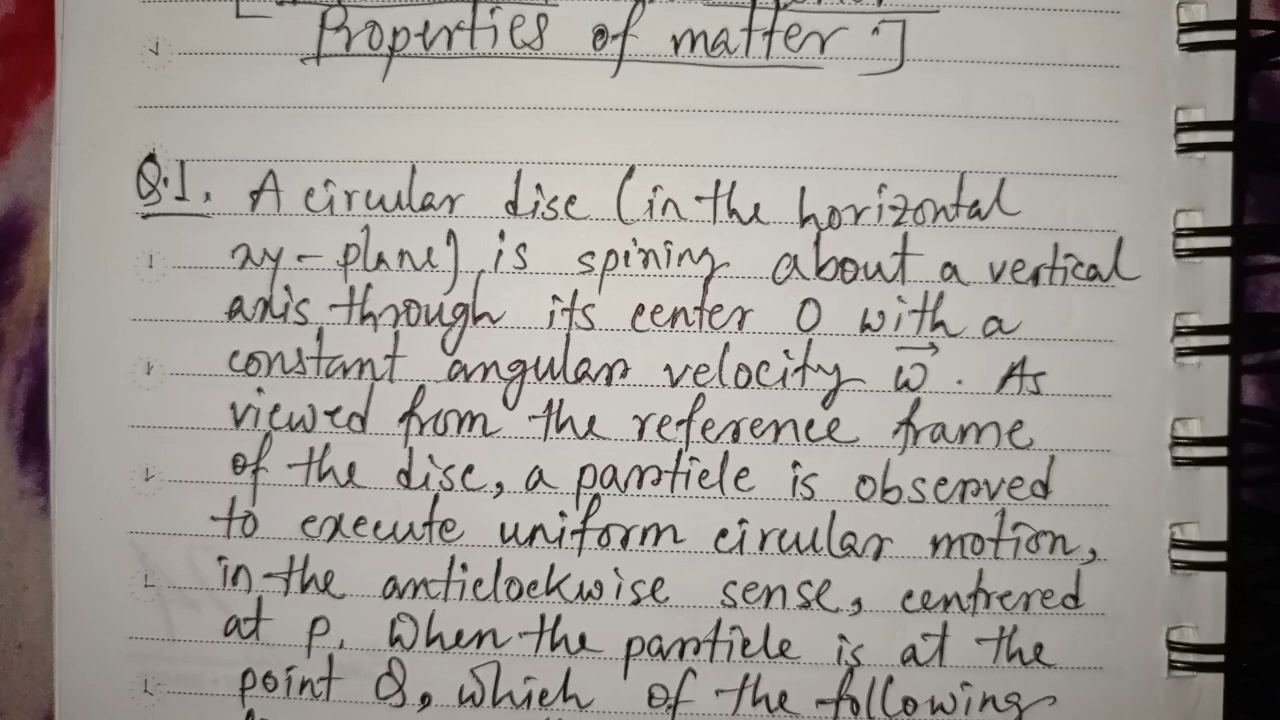 [Properties of matter :]
Q.1. A circular disc (in the horizontal
xy-plane) is spining about a vertical
axis through its center O with a
constant angular velocity ω⃗. As
viewed from the reference frame
of the disc, a particle is observed
to execute uniform circular motion,
in the anticlockwise sense, centrered
at P. When the particle is at the
point Q, which of the following